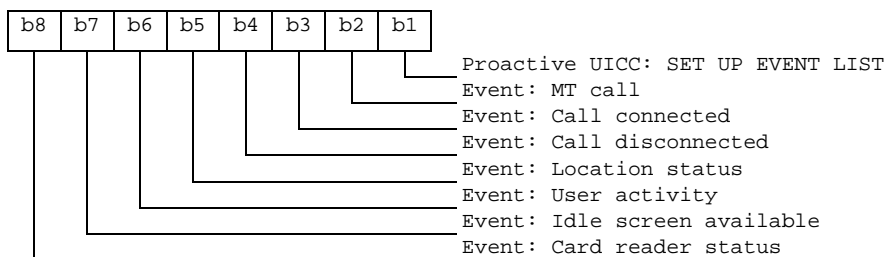 b8 b7 b6 b5 b4 b3 b2 b1
Proactive UICC: SET UP EVENT LIST
Event: MT call
Event: Call connected
Event: Call disconnected
Event: Location status
Event: User activity
Event: Idle screen available
Event: Card reader status